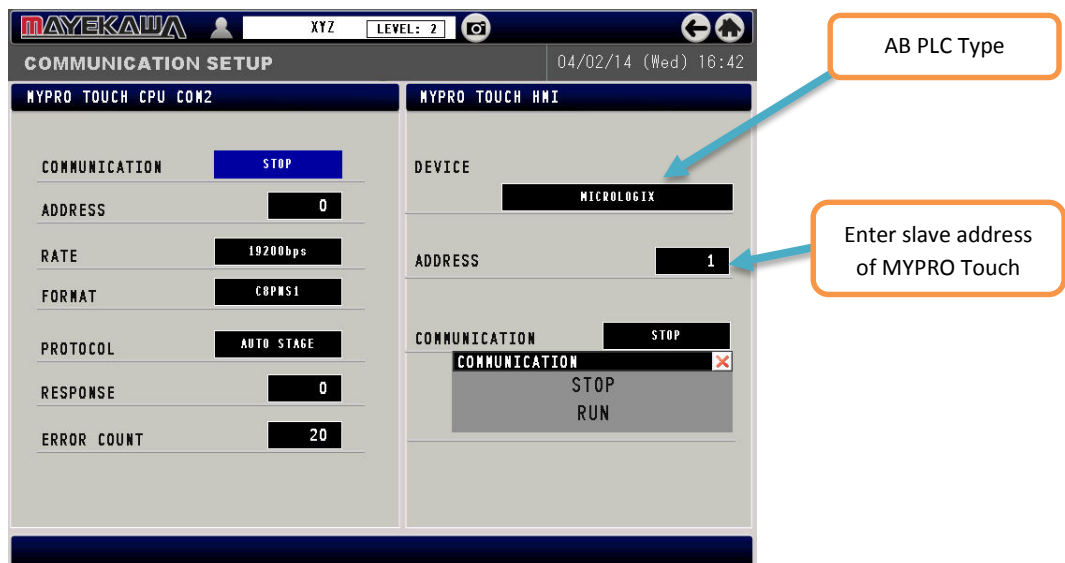 MAYEKAWA
XYZ
LEVEL: 2
COMMUNICATION SETUP
04/02/14 (Wed) 16:42
MYPRO TOUCH CPU COM2
COMMUNICATION
STOP
ADDRESS
0
RATE
19200bps
FORMAT
C8PNS1
PROTOCOL
AUTO STAGE
RESPONSE
0
ERROR COUNT
20
MYPRO TOUCH HMI
DEVICE
MICROLOGIX
ADDRESS
1
COMMUNICATION
STOP
COMMUNICATION
STOP
RUN
AB PLC Type
Enter slave address
of MYPRO Touch